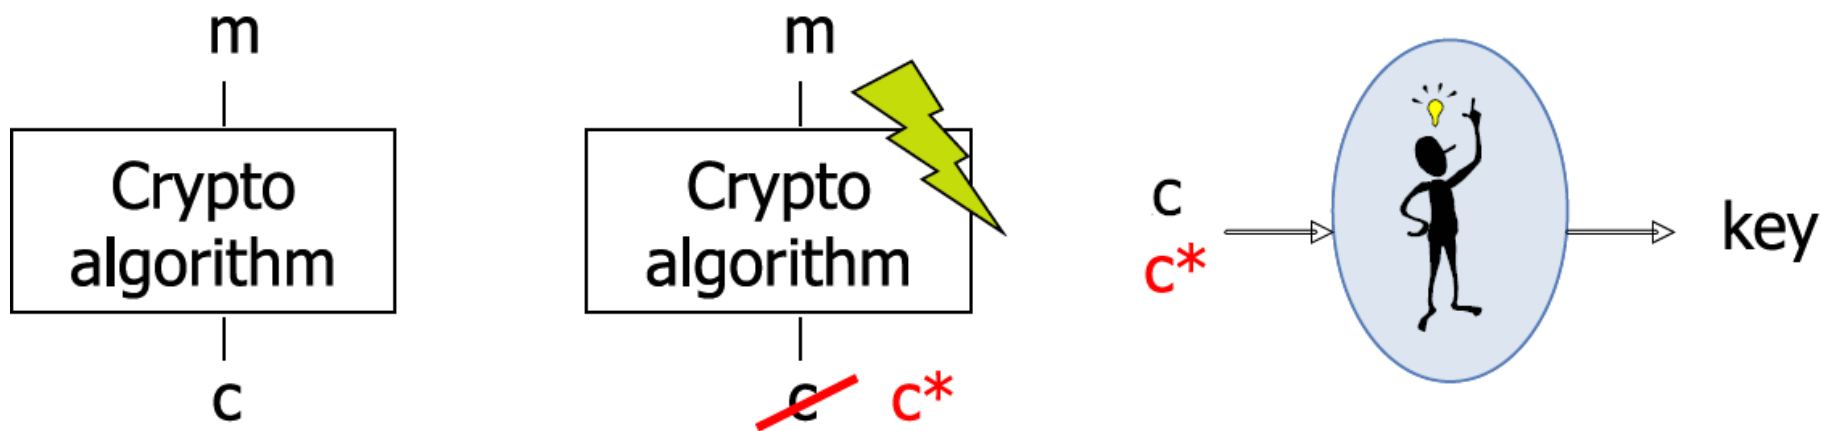 m
Crypto
algorithm
c
m
Crypto
algorithm
c c*
c
c*
key